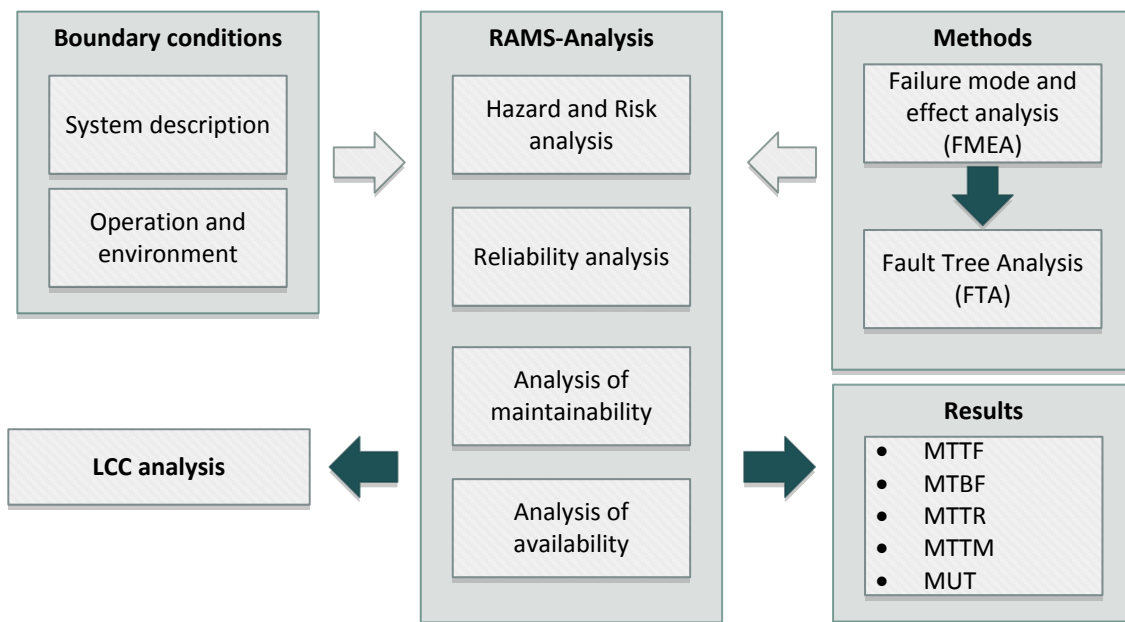 Boundary conditions
System description
Operation and
environment
RAMS-Analysis
Hazard and Risk
analysis
Reliability analysis
Analysis of
maintainability
Analysis of
availability
Methods
Failure mode and
effect analysis
(FMEA)
Fault Tree Analysis
(FTA)
LCC analysis
Results
• MTTF
• MTBF
• MTTR
• MTTM
• MUT